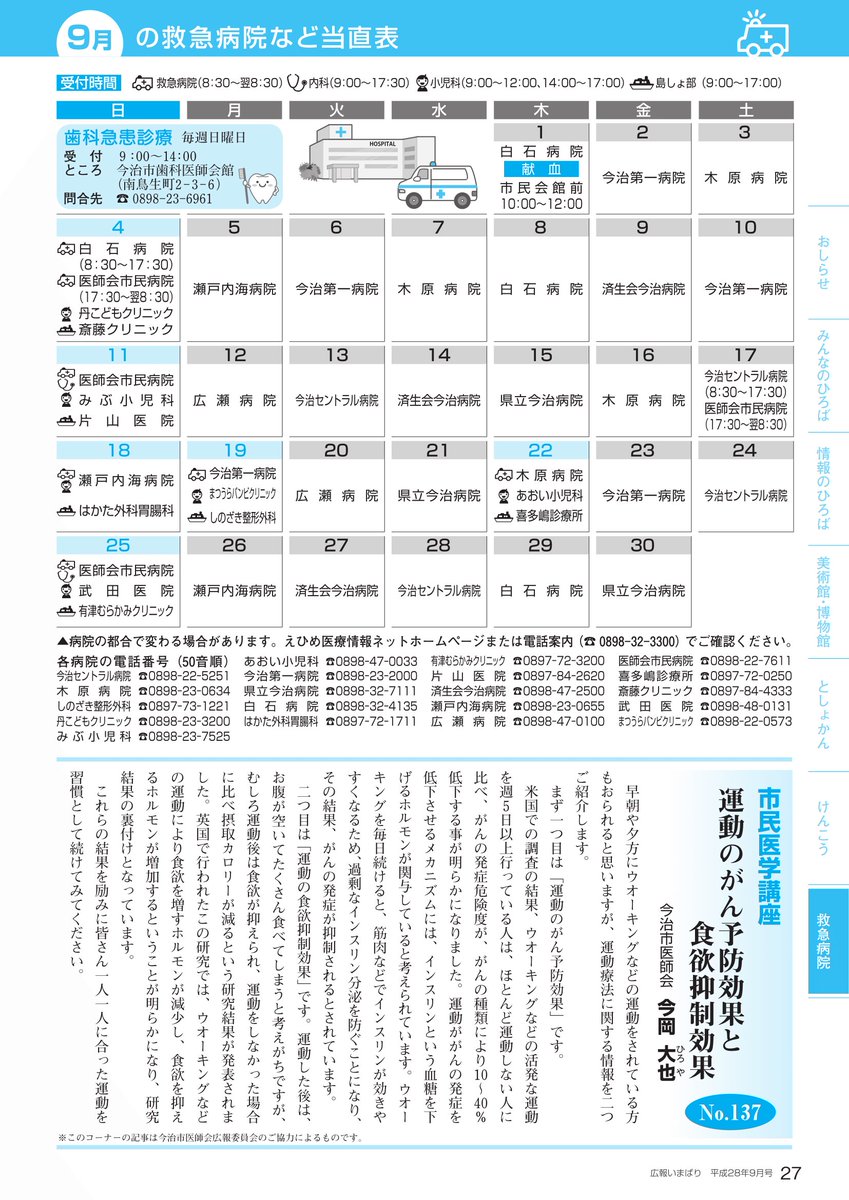 9月 の救急病院など当直表
受付時間 救急病院(8:30〜翌8:30) 内科(9:00〜17:30) 小児科(9:00〜12:00、14:00〜17:00) 島しょ部 (9:00〜17:00)
日 月 火 水 木 金 土
歯科急患診療 毎週日曜日
受付 9:00〜14:00
ところ 今治市歯科医師会館
(南鳥生町2-3-6)
問合先 ☎0898-23-6961
HOSPITAL
1
白石病院
献血
市民会館前
10:00〜12:00
2
今治第一病院
3
木原病院
4
白石病院
(8:30〜17:30)
医師会市民病院
(17:30〜翌8:30)
丹こどもクリニック
斎藤クリニック
5
瀬戸内海病院
6
今治第一病院
7
木原病院
8
白石病院
9
済生会今治病院
10
今治第一病院
11
医師会市民病院
みぶ小児科
片山医院
12
広瀬病院
13
今治セントラル病院
14
済生会今治病院
15
県立今治病院
16
木原病院
17
今治セントラル病院
(8:30〜17:30)
医師会市民病院
(17:30〜翌8:30)
18
瀬戸内海病院
はかた外科胃腸科
19
今治第一病院
まつうらバンビクリニック
しのざき整形外科
20
広瀬病院
21
県立今治病院
22
木原病院
あおい小児科
喜多嶋診療所
23
今治第一病院
24
今治セントラル病院
25
医師会市民病院
武田医院
有津むらかみクリニック
26
瀬戸内海病院
27
済生会今治病院
28
今治セントラル病院
29
白石病院
30
県立今治病院
▲病院の都合で変わる場合があります。えひめ医療情報ネットホームページまたは電話案内(☎0898-32-3300)でご確認ください。
各病院の電話番号(50音順) あおい小児科 ☎0898-47-0033 有津むらかみクリニック ☎0897-72-3200 医師会市民病院 ☎0898-22-7611
今治セントラル病院 ☎0898-22-5251 今治第一病院 ☎0898-23-2000 片山医院 ☎0897-84-2620 喜多嶋診療所 ☎0897-72-0250
木原病院 ☎0898-23-0634 県立今治病院 ☎0898-32-7111 済生会今治病院 ☎0898-47-2500 斎藤クリニック ☎0897-84-4333
しのざき整形外科 ☎0897-73-1221 白石病院 ☎0898-32-4135 瀬戸内海病院 ☎0898-23-0655 武田医院 ☎0898-48-0131
丹こどもクリニック ☎0898-23-3200 はかた外科胃腸科 ☎0897-72-1711 広瀬病院 ☎0898-47-0100 まつうらバンビクリニック ☎0898-22-0573
みぶ小児科 ☎0898-23-7525
市民医学講座
運動のがん予防効果と
食欲抑制効果
今治市医師会 今岡 大也
ひろ や
No.137
早朝や夕方にウオーキングなどの運動をされている方
もおられると思いますが、運動療法に関する情報を二つ
ご紹介します。
まず一つ目は「運動のがん予防効果」です。
米国での調査の結果、ウオーキングなどの活発な運動
を週5日以上行っている人は、ほとんど運動しない人に
比べ、がんの発症危険度が、がんの種類により10〜40%
低下する事が明らかになりました。運動ががんの発症を
低下させるメカニズムには、インスリンという血糖を下
げるホルモンが関与していると考えられています。ウオー
キングを毎日続けると、筋肉などでインスリンが効きや
すくなるため、過剰なインスリン分泌を防ぐことになり、
その結果、がんの発症が抑制されるとされています。
二つ目は「運動の食欲抑制効果」です。運動した後は、
お腹が空いてたくさん食べてしまうと考えがちですが、
むしろ運動後は食欲が抑えられ、運動をしなかった場合
に比べ摂取カロリーが減るという研究結果が発表されま
した。英国で行われたこの研究では、ウオーキングなど
の運動により食欲を増すホルモンが減少し、食欲を抑え
るホルモンが増加するということが明らかになり、研究
結果の裏付けとなっています。
これらの結果を励みに皆さん一人一人に合った運動を
習慣として続けてみてください。
※このコーナーの記事は今治市医師会広報委員会のご協力によるものです。
おしらせ
みんなのひろば
情報のひろば
美術館・博物館
としょかん
けんこう
救急病院
広報いまばり 平成28年9月号 27